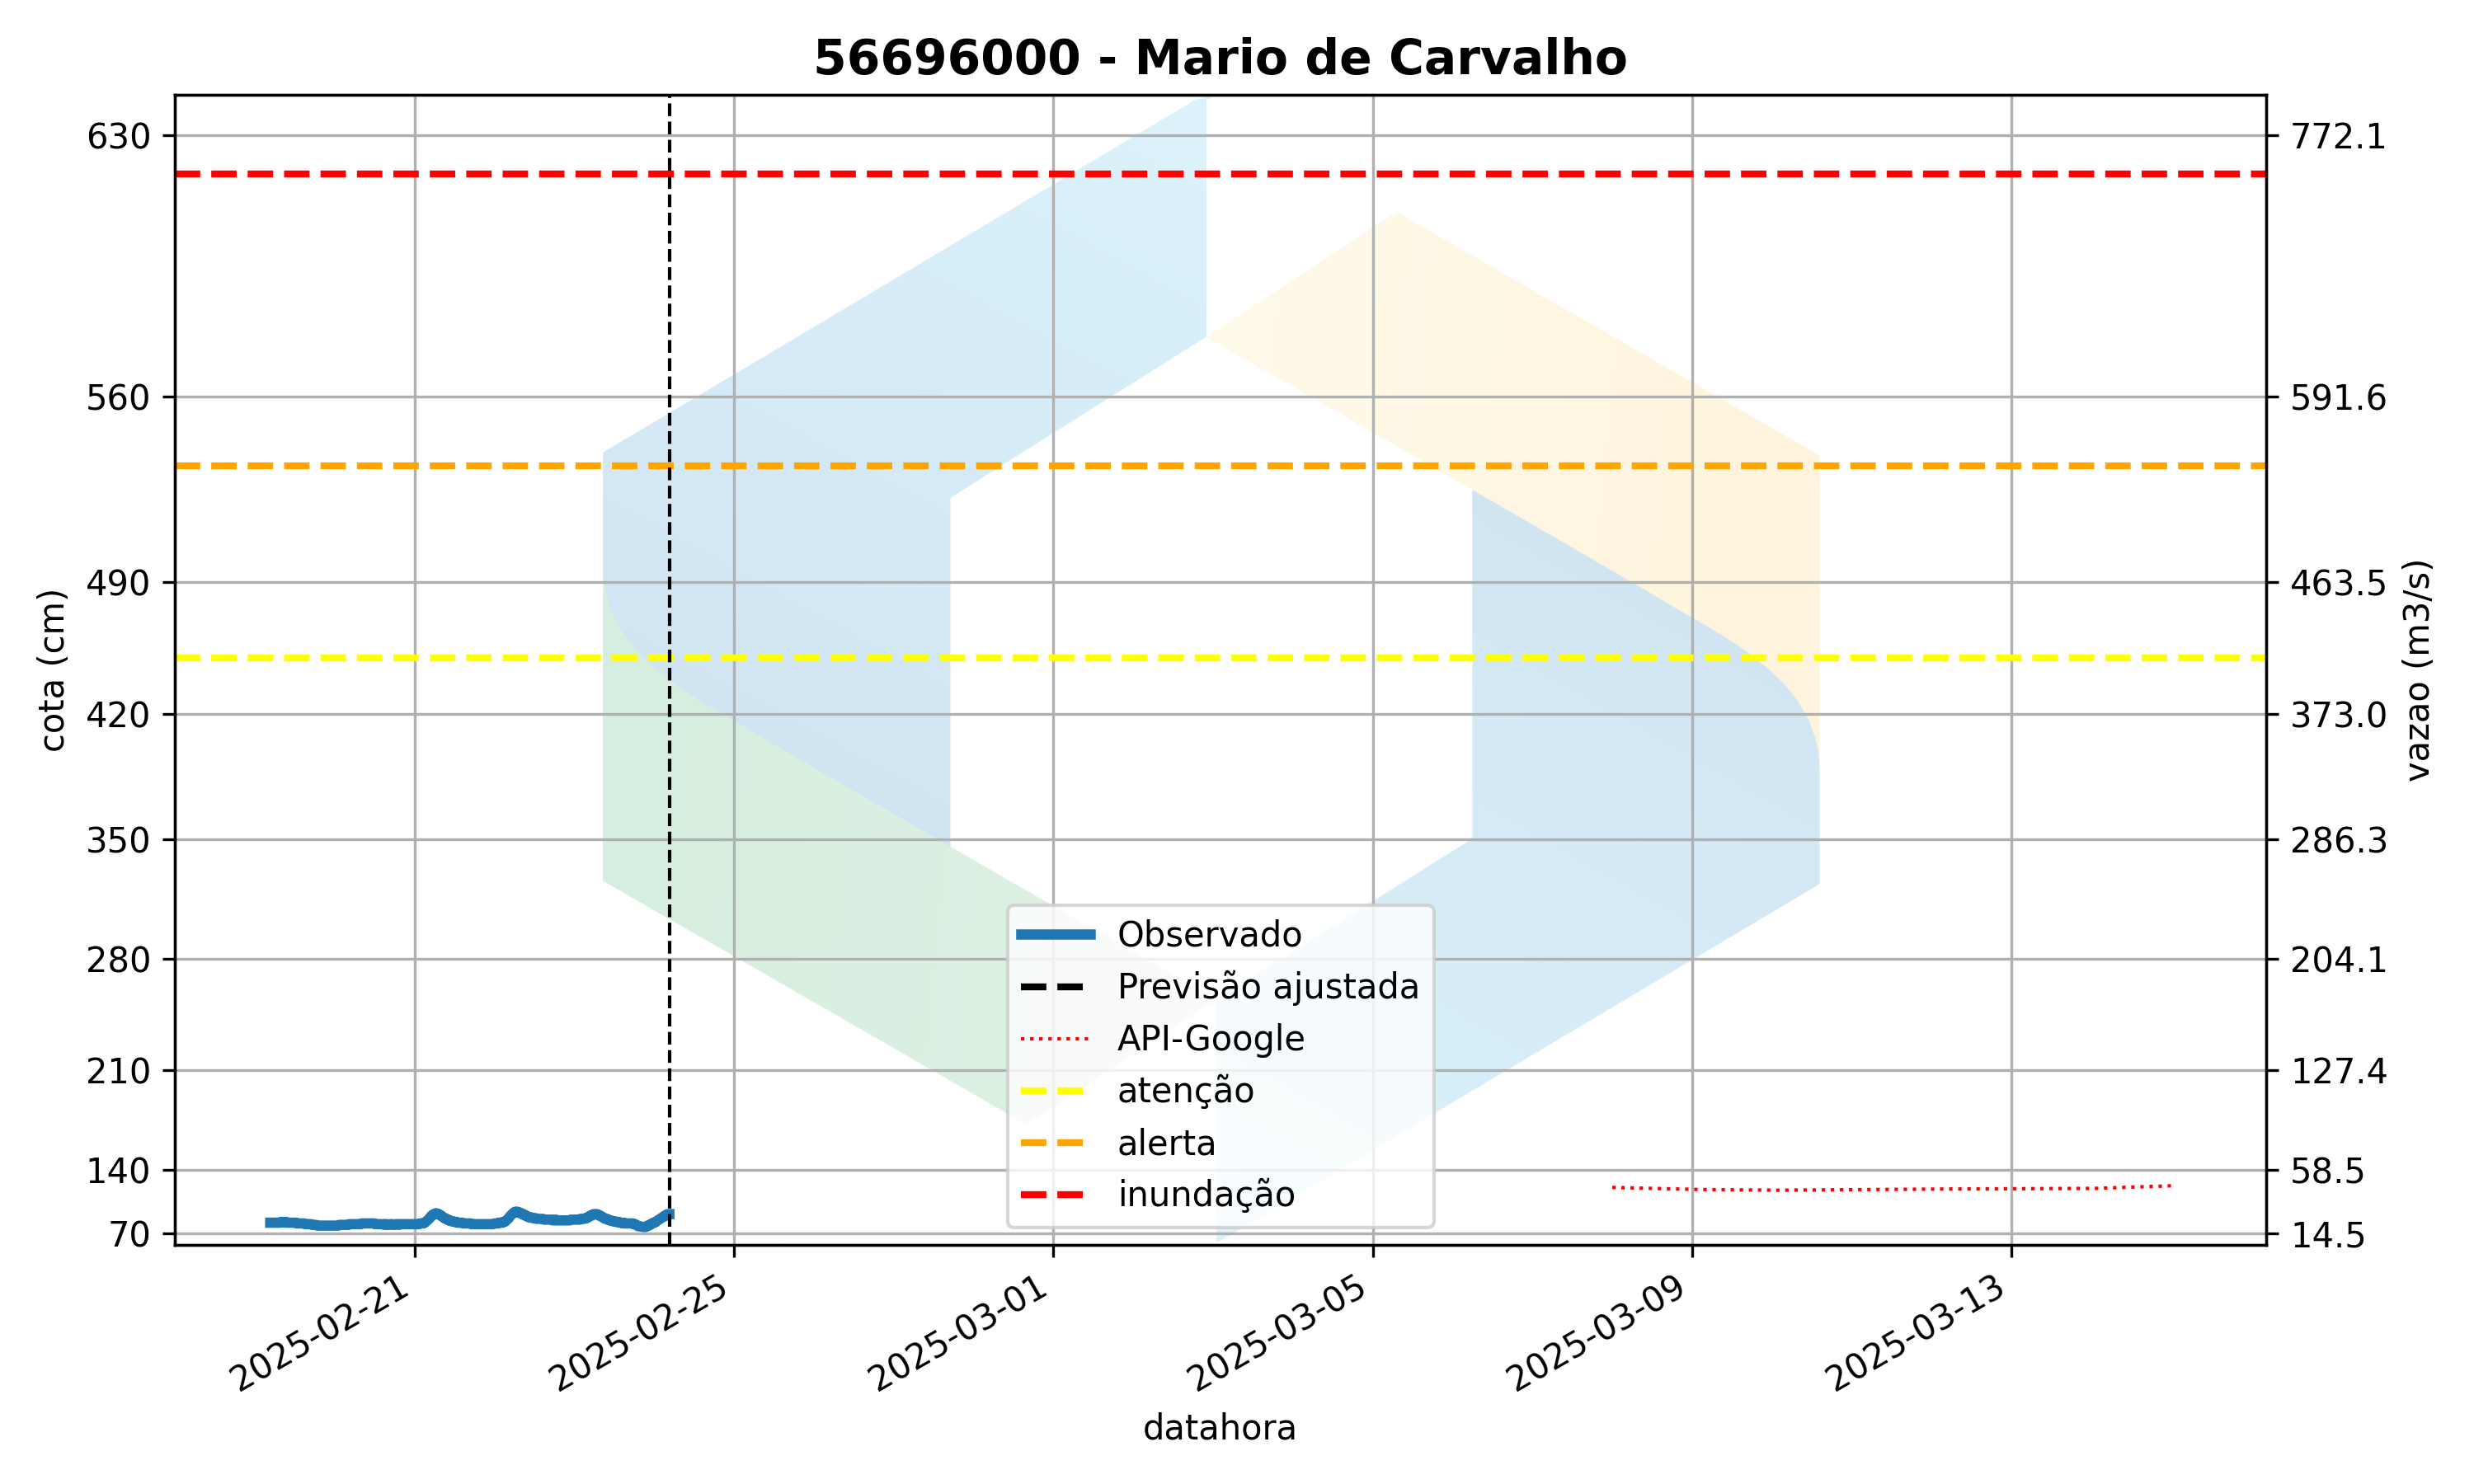 56696000 - Mario de Carvalho
630
560
490
420
350
280
210
140
70
cota (cm)
772.1
591.6
463.5
373.0
286.3
204.1
127.4
58.5
14.5
vazao (m3/s)
Observado
Previsão ajustada
API-Google
atenção
alerta
inundação
2025-02-21
2025-02-25
2025-03-01
2025-03-05
2025-03-09
2025-03-13
datahora